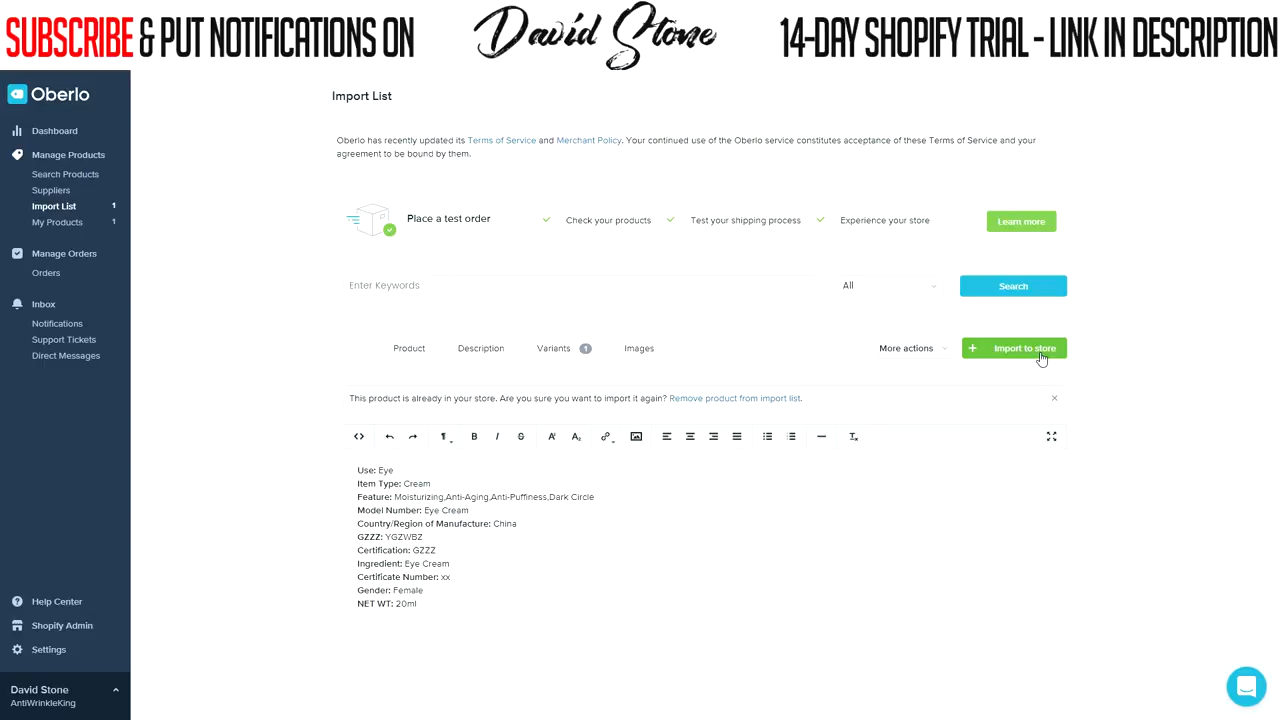 SUBSCRIBE & PUT NOTIFICATIONS ON
David Stone
14-DAY SHOPIFY TRIAL - LINK IN DESCRIPTION
Oberlo
Dashboard
Manage Products
Search Products
Suppliers
Import List 1
My Products 1
Manage Orders
Orders
Inbox
Notifications
Support Tickets
Direct Messages
Help Center
Shopify Admin
Settings
David Stone
AntiWrinkleKing
Import List
Oberlo has recently updated its Terms of Service and Merchant Policy. Your continued use of the Oberlo service constitutes acceptance of these Terms of Service and your
agreement to be bound by them.
Place a test order
Check your products
Test your shipping process
Experience your store
Learn more
Enter Keywords
All
Search
Product
Description
Variants 1
Images
More actions
+ Import to store
This product is already in your store. Are you sure you want to import it again? Remove product from import list.
Use: Eye
Item Type: Cream
Feature: Moisturizing,Anti-Aging,Anti-Puffiness,Dark Circle
Model Number: Eye Cream
Country/Region of Manufacture: China
GZZZ: YGZWBZ
Certification: GZZZ
Ingredient: Eye Cream
Certificate Number: xx
Gender: Female
NET WT: 20ml